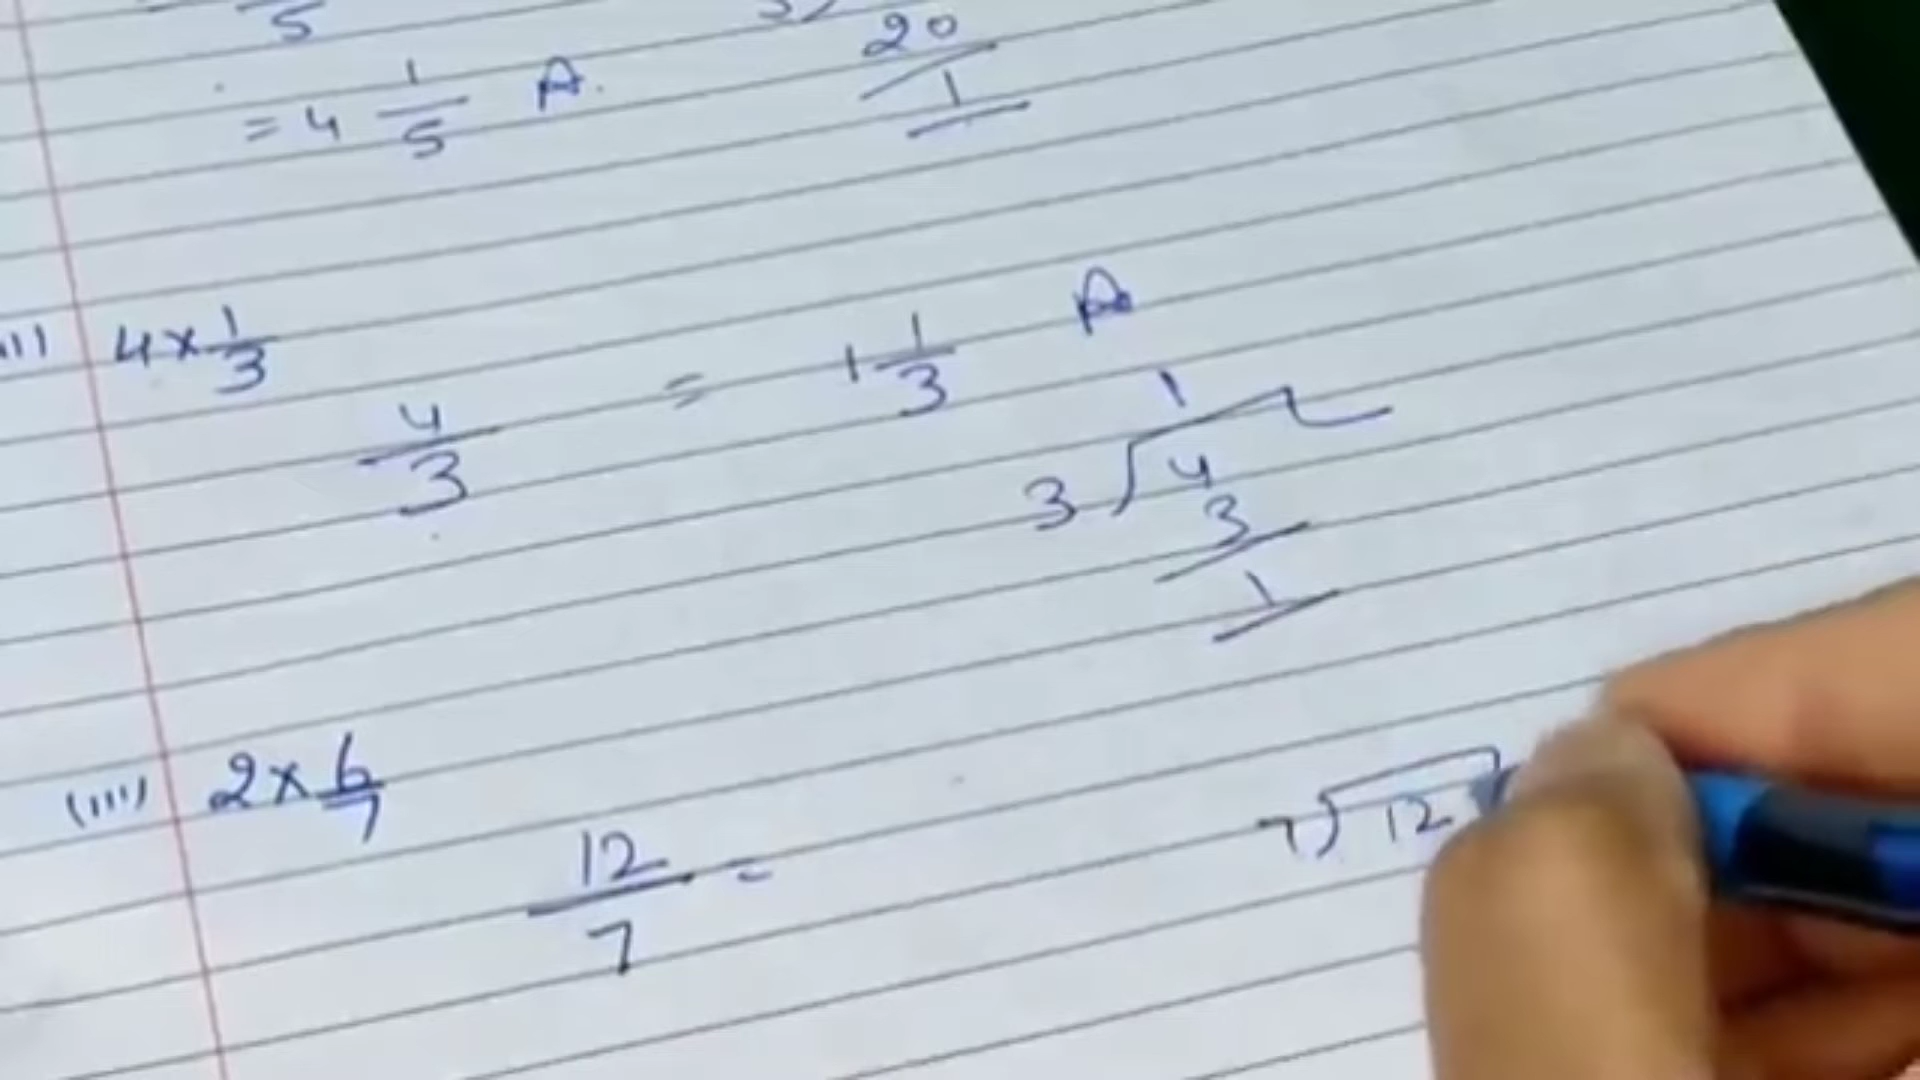 5
= 4 1/5 A.
20
1
(iii) 4 × 1/3
4/3 = 1 1/3 A
1
3 ) 4
3
1
(iiii) 2 × 6/7
12/7 =
7 ) 12